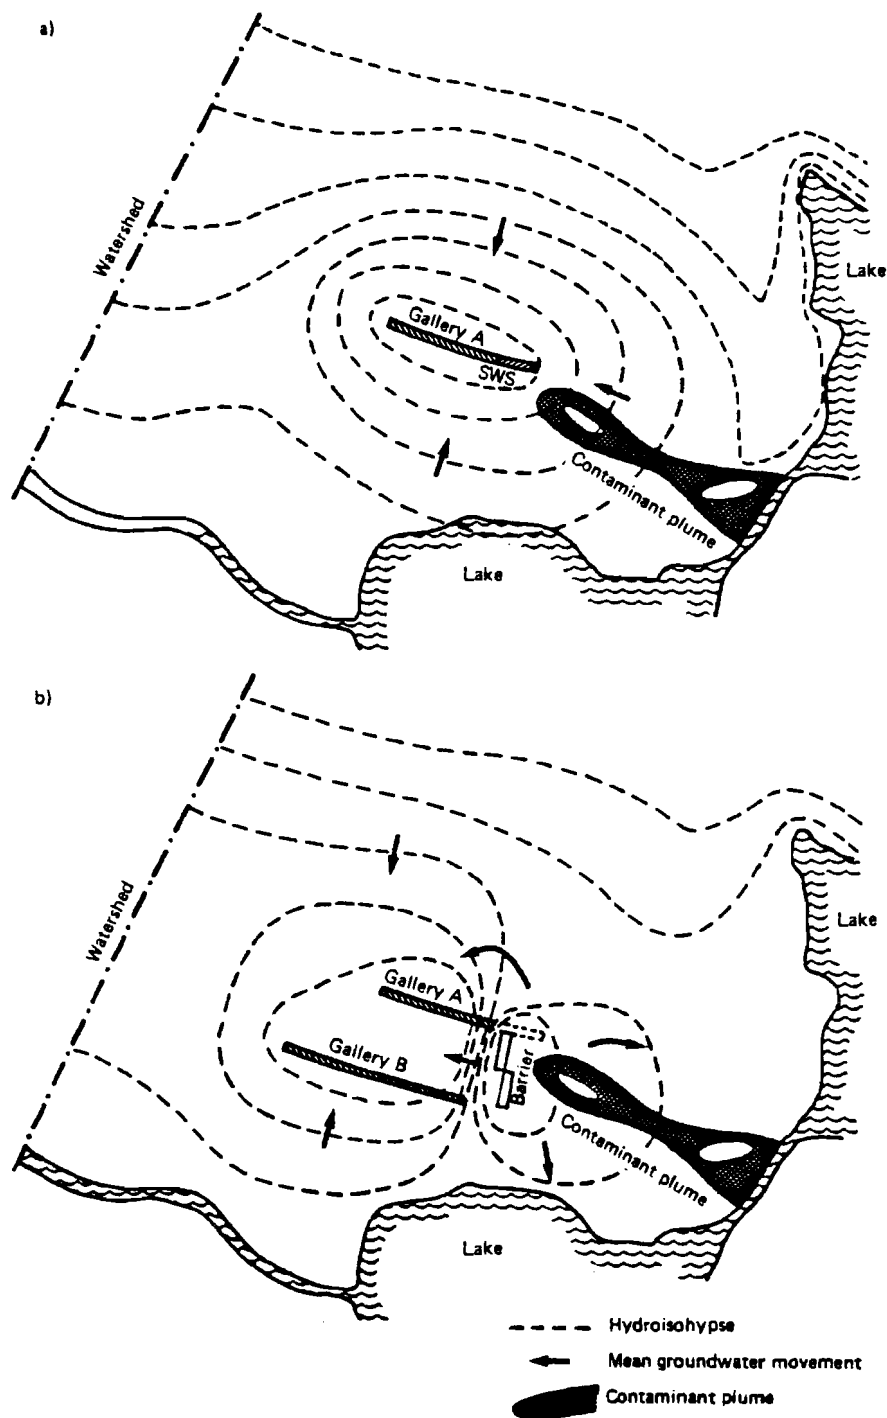 a)
Watershed
Gallery A
SWS
Lake
Contaminant plume
Lake
b)
Watershed
Lake
Gallery A
Gallery B
Barrier
Contaminant plume
Lake
Hydroisohypse
Mean groundwater movement
Contaminant plume